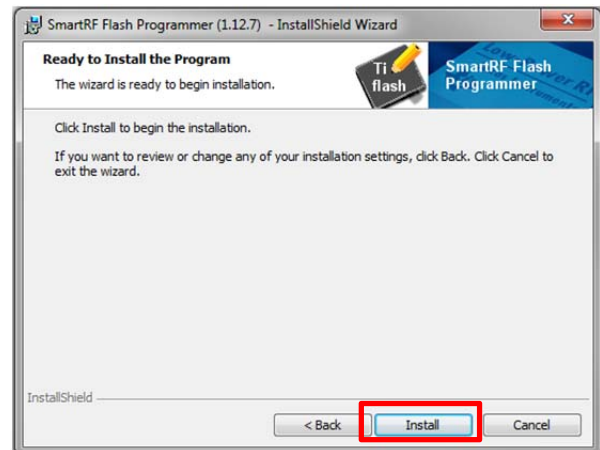 SmartRF Flash Programmer (1.12.7) - InstallShield Wizard
Ready to Install the Program
The wizard is ready to begin installation.
Ti
flash
SmartRF Flash
Programmer
Click Install to begin the installation.
If you want to review or change any of your installation settings, click Back. Click Cancel to
exit the wizard.
InstallShield
< Back
Install
Cancel